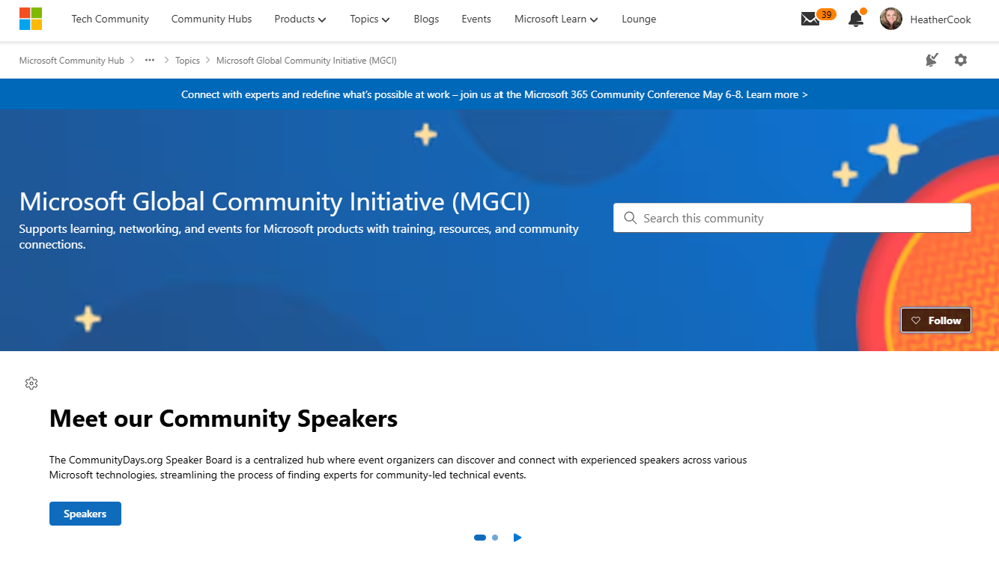 Tech Community Community Hubs Products Topics Blogs Events Microsoft Learn Lounge 39 HeatherCook
Microsoft Community Hub ••• Topics Microsoft Global Community Initiative (MGCI)
Connect with experts and redefine what's possible at work – join us at the Microsoft 365 Community Conference May 6-8. Learn more >
Microsoft Global Community Initiative (MGCI)
Supports learning, networking, and events for Microsoft products with training, resources, and community
connections.
Search this community
Follow
Meet our Community Speakers
The CommunityDays.org Speaker Board is a centralized hub where event organizers can discover and connect with experienced speakers across various
Microsoft technologies, streamlining the process of finding experts for community-led technical events.
Speakers